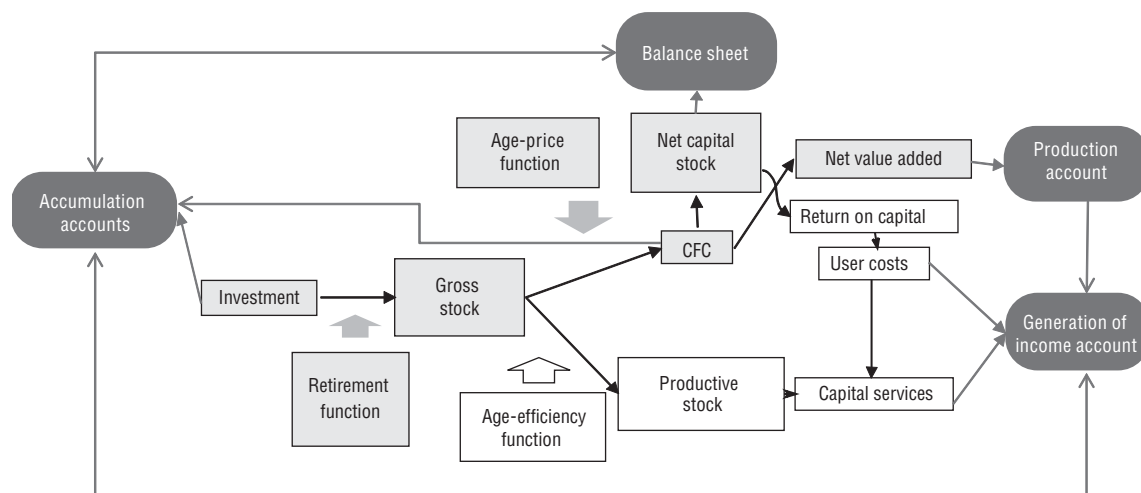 Balance sheet
Age-price
function
Net capital
stock
Net value added
Production
account
Accumulation
accounts
Return on capital
CFC
User costs
Investment
Gross
stock
Generation of
income account
Retirement
function
Age-efficiency
function
Productive
stock
Capital services